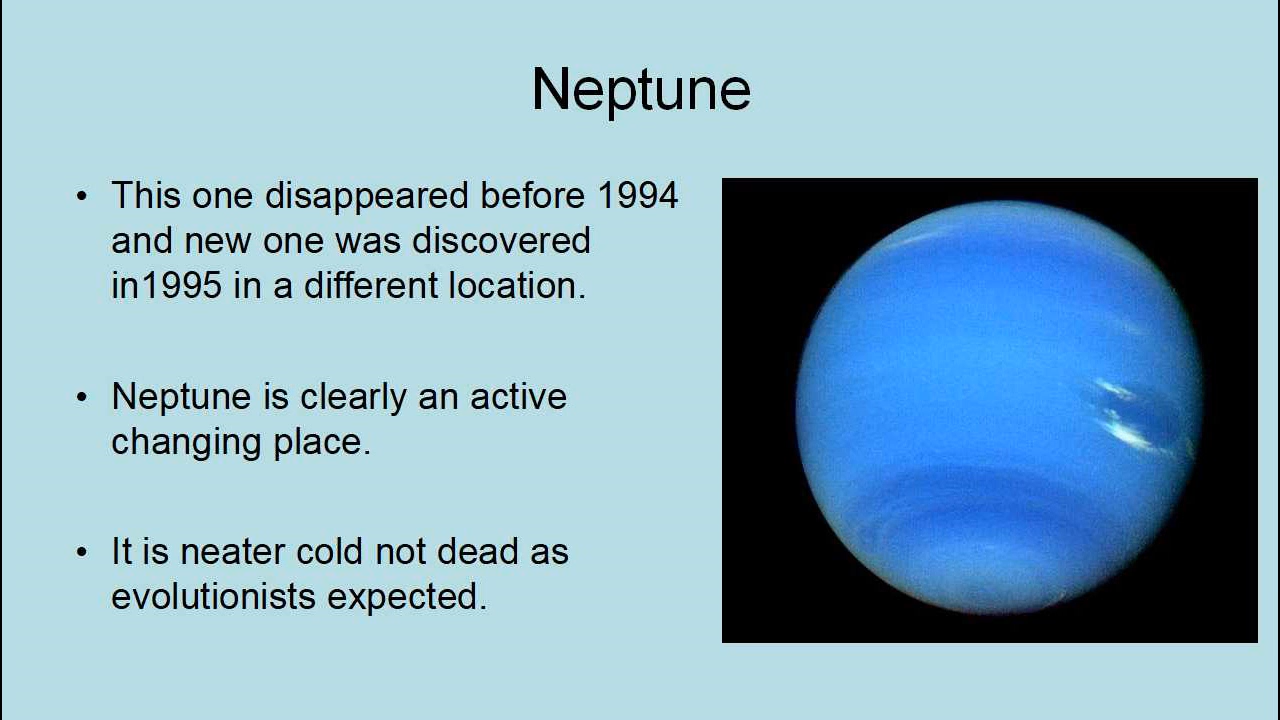 Neptune
• This one disappeared before 1994
and new one was discovered
in1995 in a different location.
• Neptune is clearly an active
changing place.
• It is neater cold not dead as
evolutionists expected.